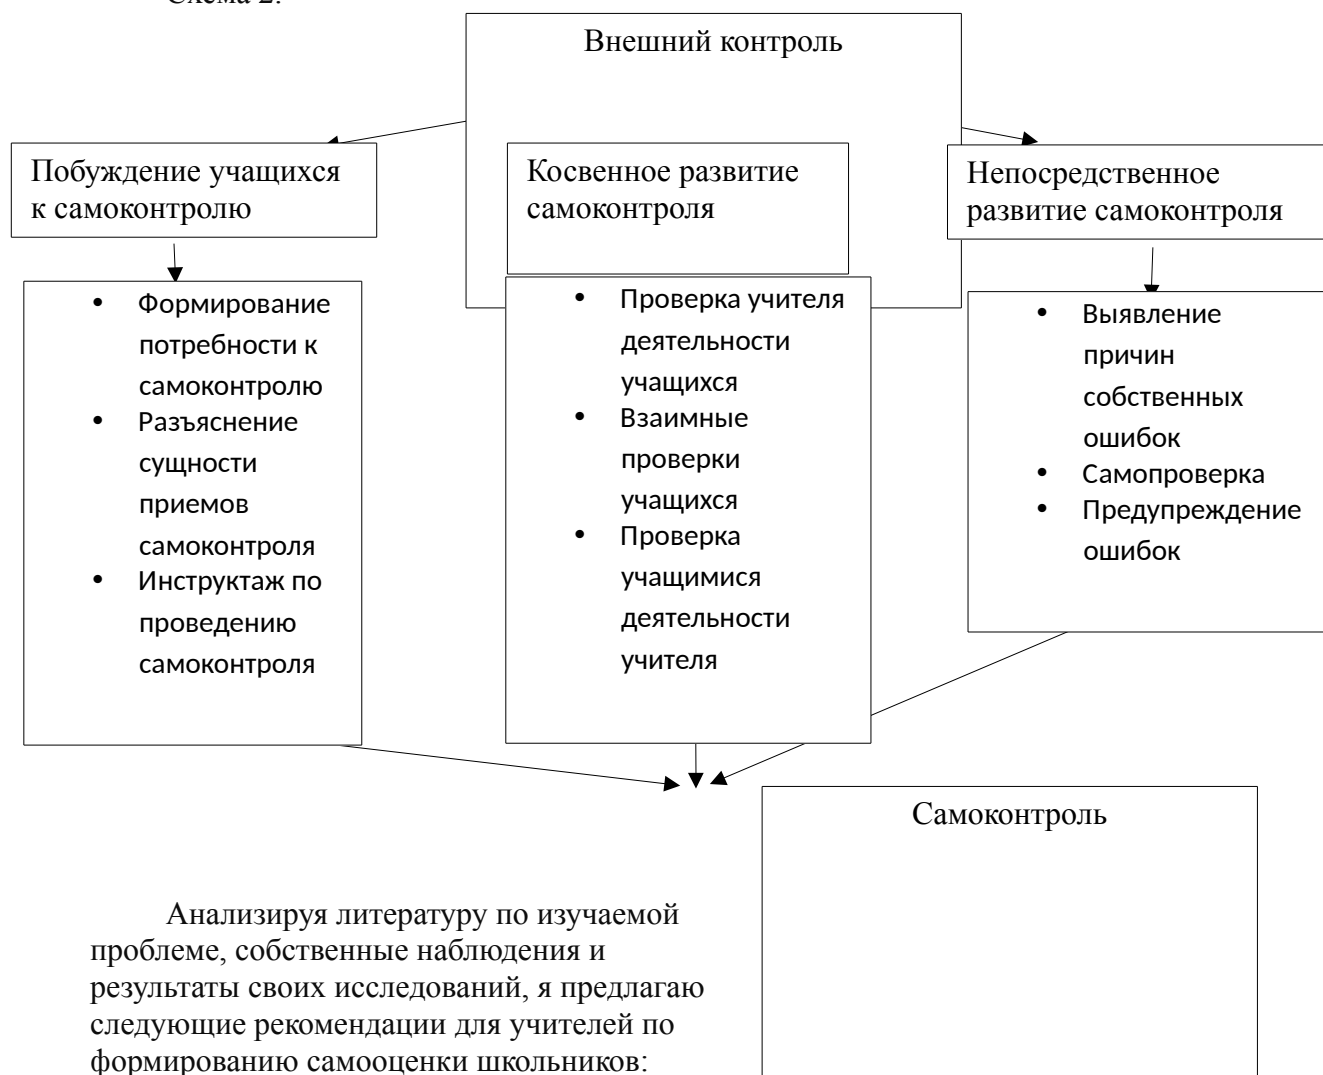 Схема 2.
Внешний контроль
Побуждение учащихся
к самоконтролю
Косвенное развитие
самоконтроля
Непосредственное
развитие самоконтроля
• Формирование
потребности к
самоконтролю
• Разъяснение
сущности
приемов
самоконтроля
• Инструктаж по
проведению
самоконтроля
• Проверка учителя
деятельности
учащихся
• Взаимные
проверки
учащихся
• Проверка
учащимися
деятельности
учителя
• Выявление
причин
собственных
ошибок
• Самопроверка
• Предупреждение
ошибок
Самоконтроль
Анализируя литературу по изучаемой
проблеме, собственные наблюдения и
результаты своих исследований, я предлагаю
следующие рекомендации для учителей по
формированию самооценки школьников: